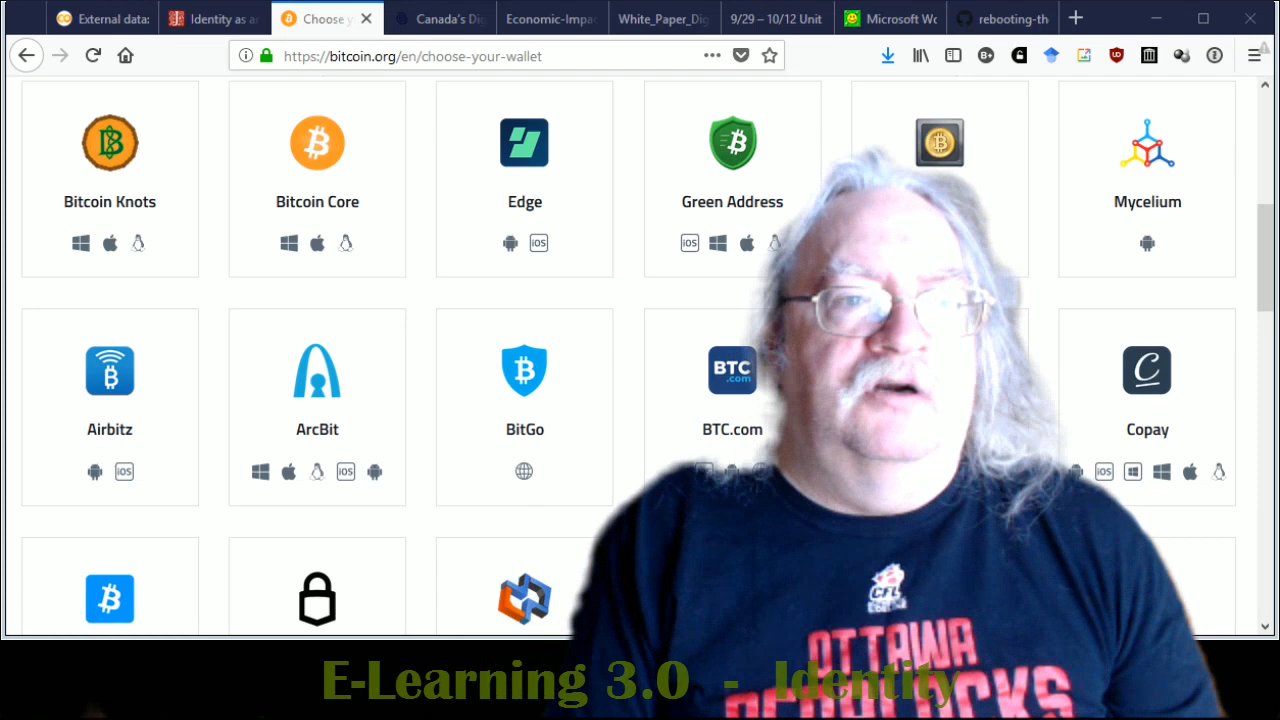 External data:
Identity as a
Choose y
Canada's Dig
Economic-Impa
White_Paper_Dig
9/29 – 10/12 Unit
Microsoft Wo
rebooting-th
https://bitcoin.org/en/choose-your-wallet
Bitcoin Knots
Bitcoin Core
Edge
Green Address
Mycelium
iOS
iOS
BTC
.com
Airbitz
ArcBit
BitGo
BTC.com
Copay
iOS
iOS
iOS
CFL
OTTAWA
REDBLACKS
E-Learning 3.0 - Identity